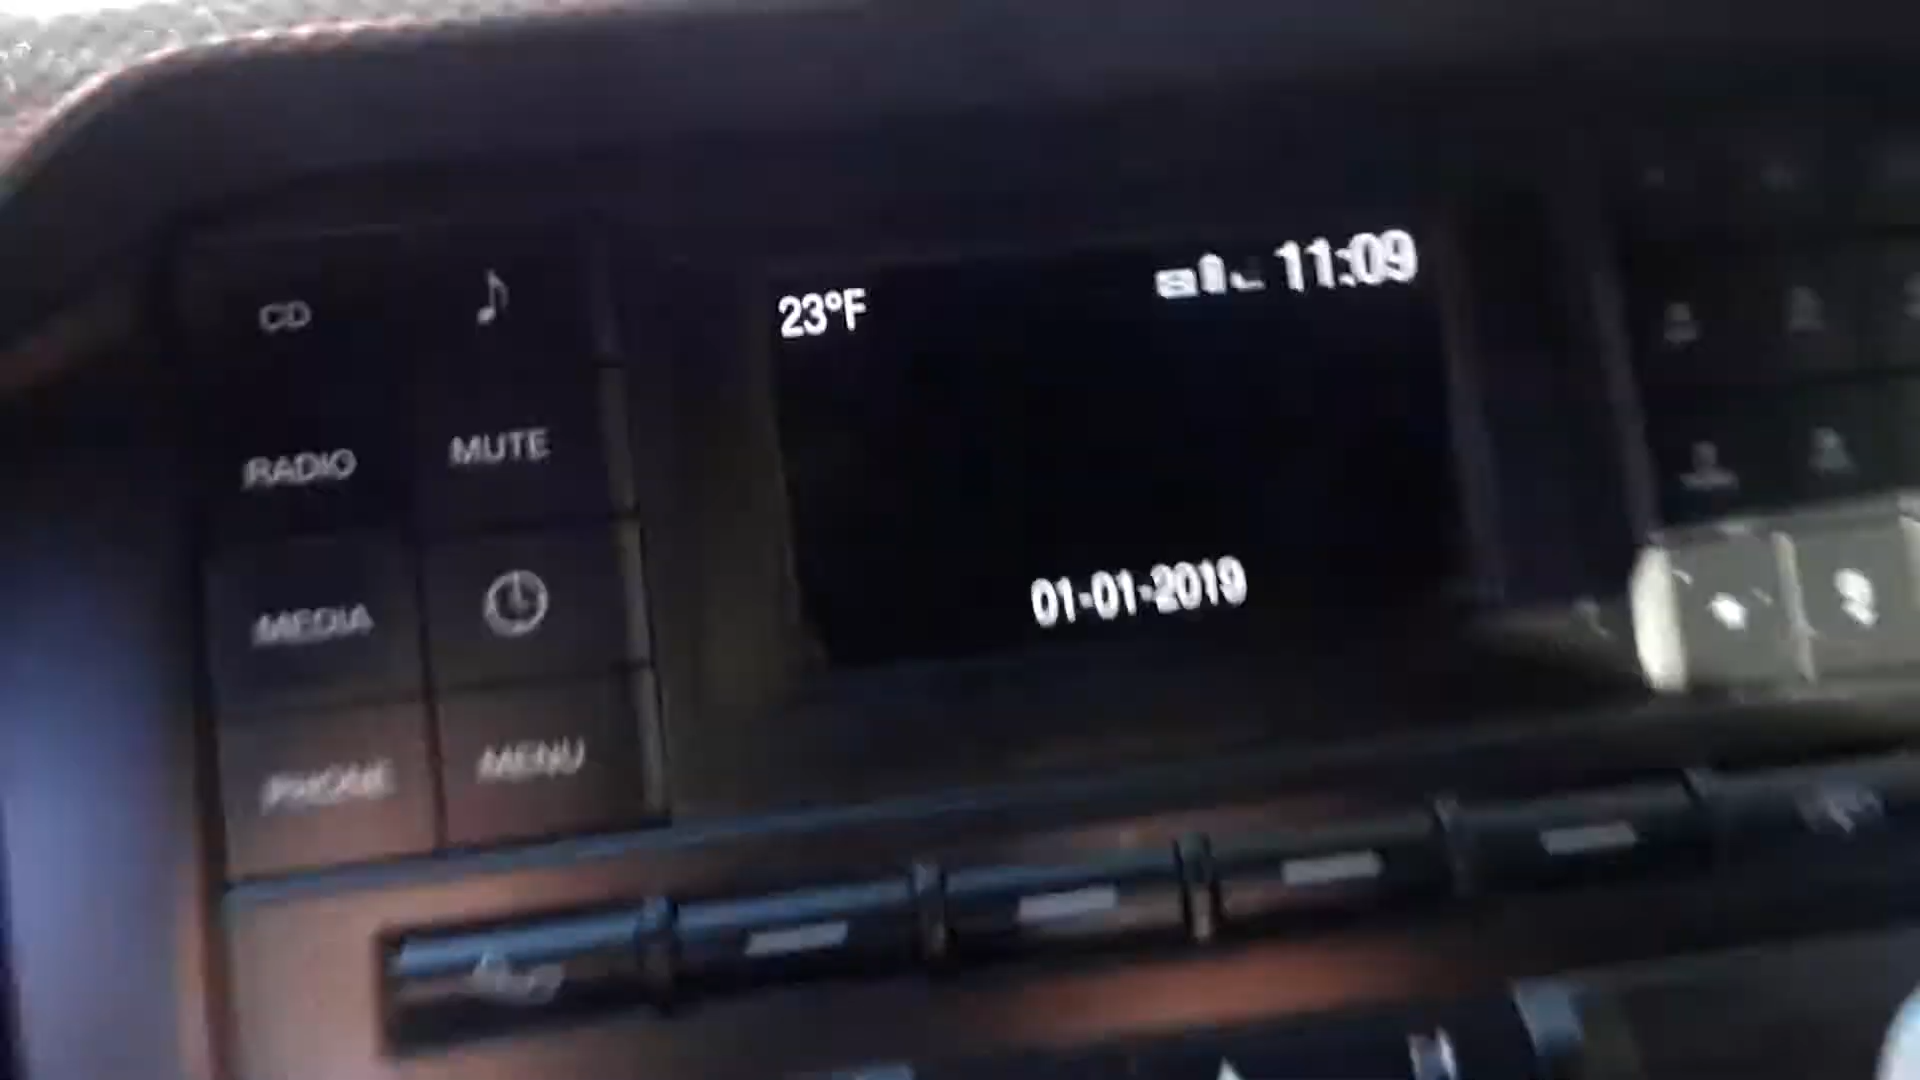 23°F
11:09
01-01-2019
CD
RADIO
MUTE
MEDIA
PHONE
MENU